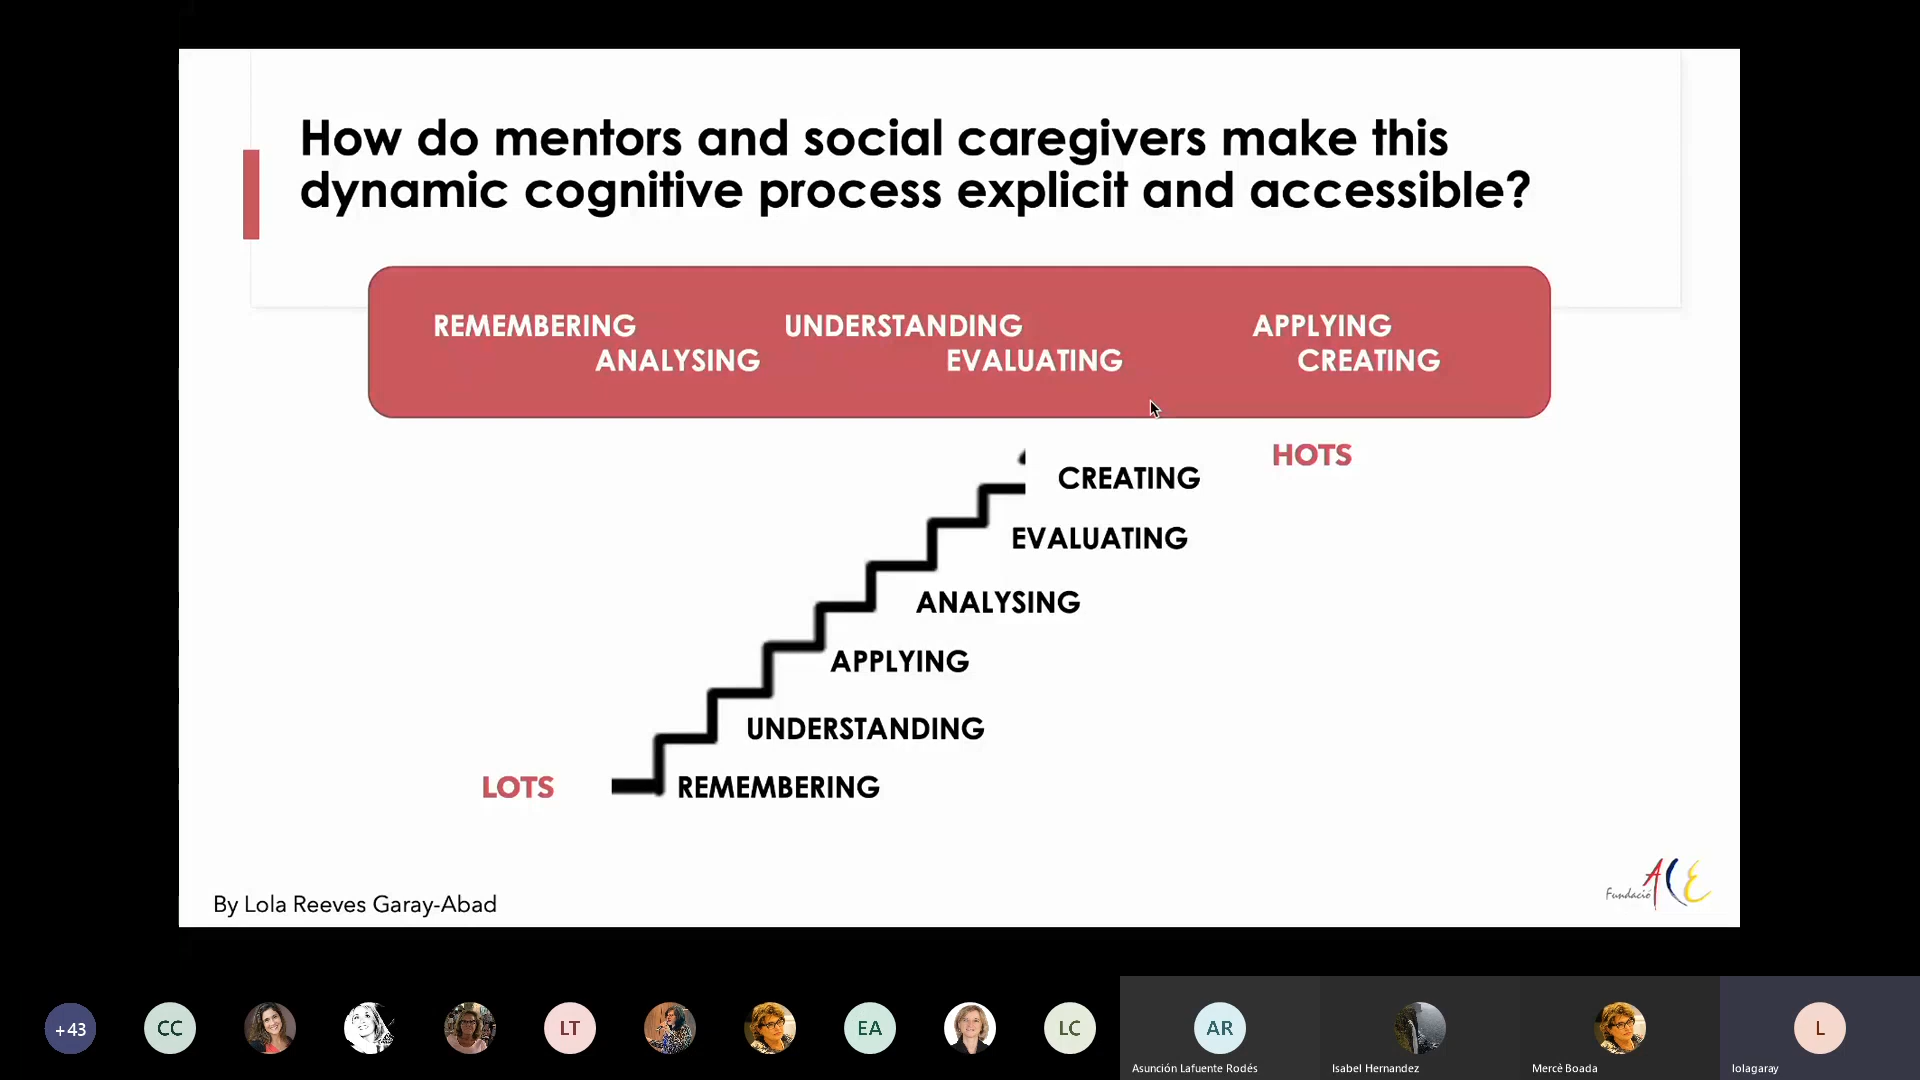 How do mentors and social caregivers make this
dynamic cognitive process explicit and accessible?
REMEMBERING UNDERSTANDING APPLYING
ANALYSING EVALUATING CREATING
HOTS
CREATING
EVALUATING
ANALYSING
APPLYING
UNDERSTANDING
LOTS REMEMBERING
By Lola Reeves Garay-Abad
Fundació ACE
+43 CC LT EA LC AR L
Asunción Lafuente Rodés Isabel Hernandez Mercè Boada lolagaray